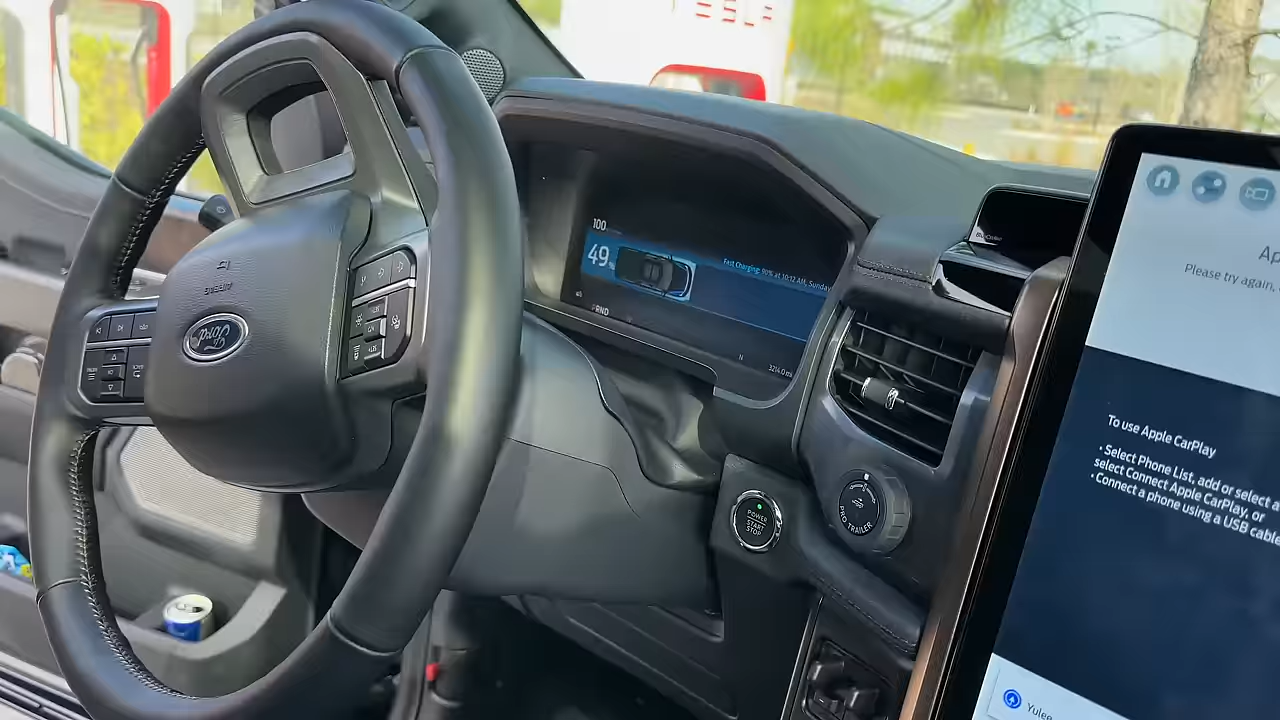 TESLA
100
49%
Fast Charging: 90% at 10:12 AM, Sunday
PRND
N
Ford
POWER
START
STOP
PRO TRAILER
Please try again,
To use Apple CarPlay
• Select Phone List, add or select a
select Connect Apple CarPlay, or
• Connect a phone using a USB cable
Yulee